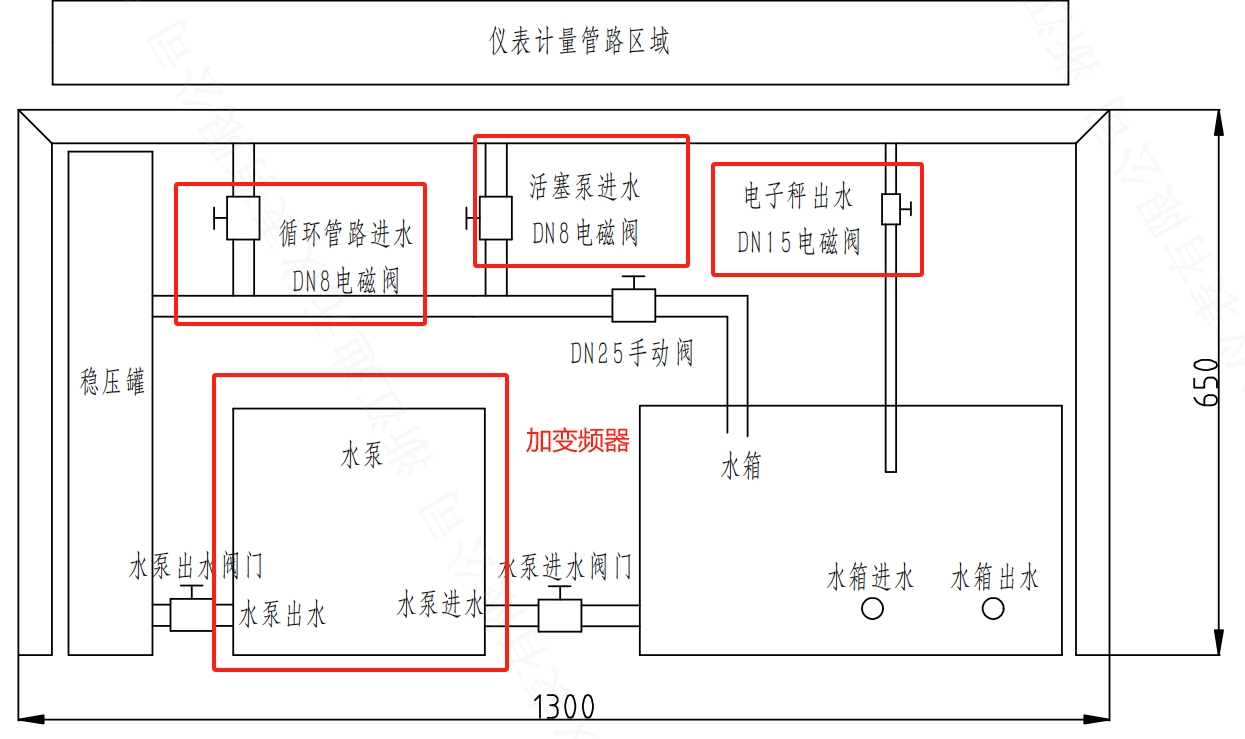 仪表计量管路区域
活塞泵进水
DN8电磁阀
电子秤出水
DN15电磁阀
循环管路进水
DN8电磁阀
DN25手动阀
稳压罐
650
加变频器
水泵
水箱
水泵出水阀门
水泵进水阀门
水箱进水
水箱出水
水泵出水
水泵进水
1300